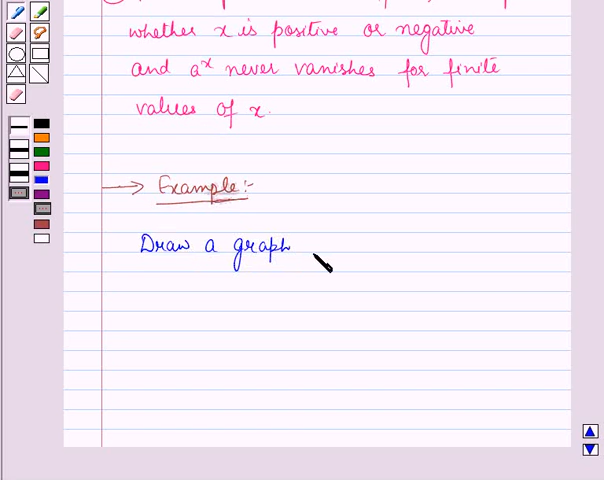 whether x is positive or negative
and aˣ never vanishes for finite
values of x.
→ Example:-
Draw a graph